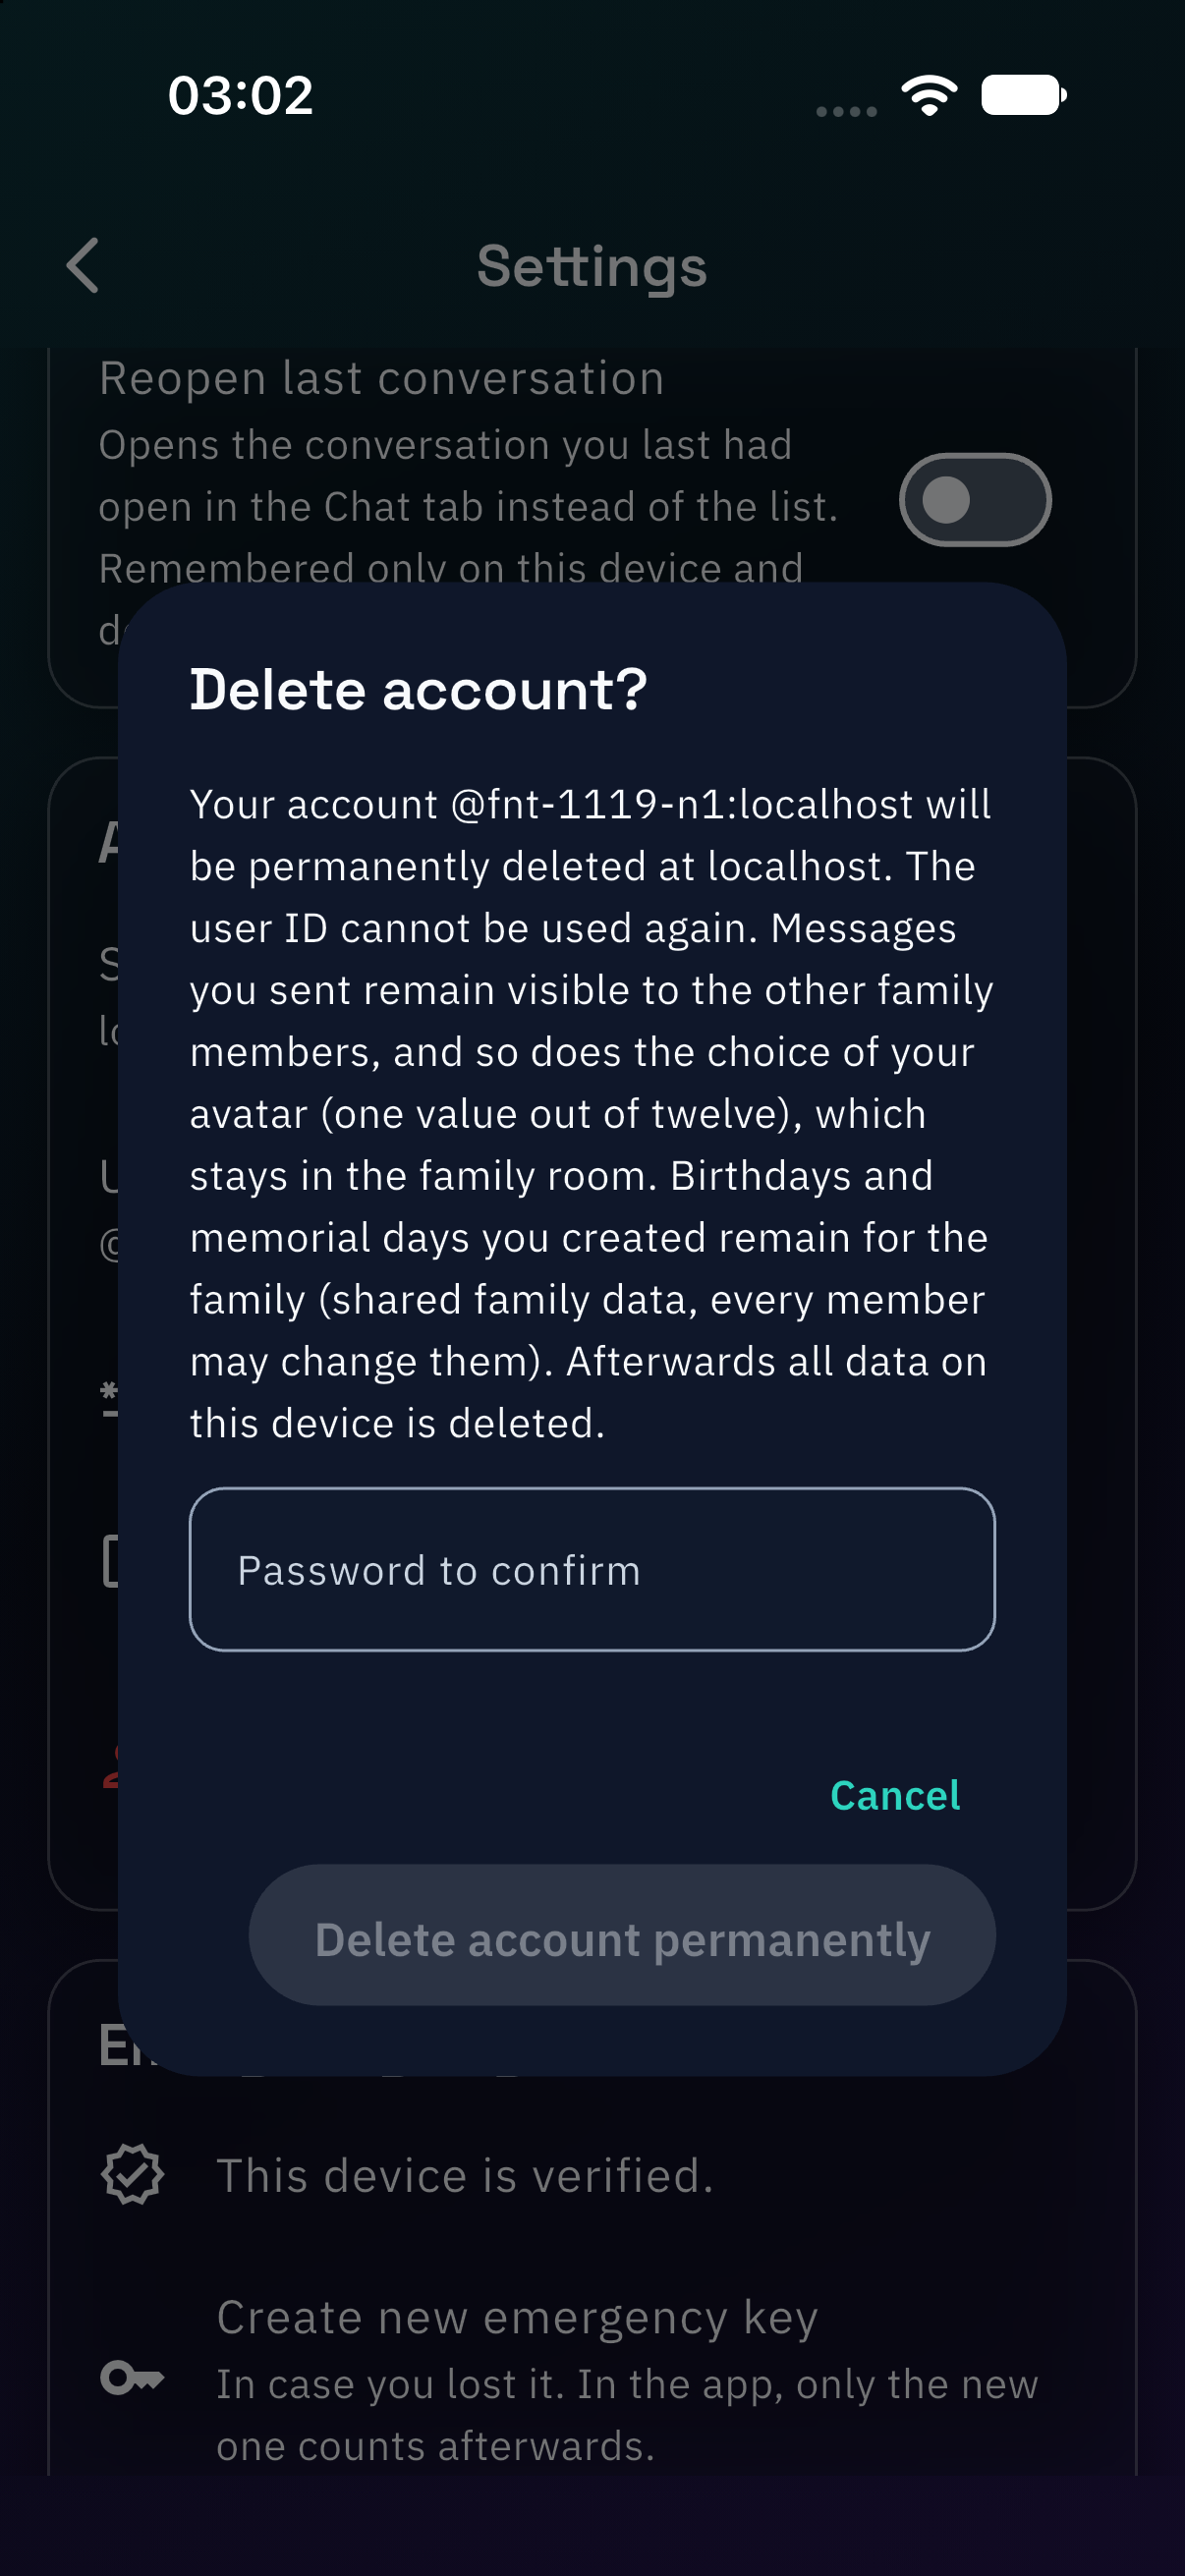 03:02
Settings
Reopen last conversation
Opens the conversation you last had
open in the Chat tab instead of the list.
Remembered only on this device and
Delete account?
Your account @fnt-1119-n1:localhost will
be permanently deleted at localhost. The
user ID cannot be used again. Messages
you sent remain visible to the other family
members, and so does the choice of your
avatar (one value out of twelve), which
stays in the family room. Birthdays and
memorial days you created remain for the
family (shared family data, every member
may change them). Afterwards all data on
this device is deleted.
Password to confirm
Cancel
Delete account permanently
This device is verified.
Create new emergency key
In case you lost it. In the app, only the new
one counts afterwards.